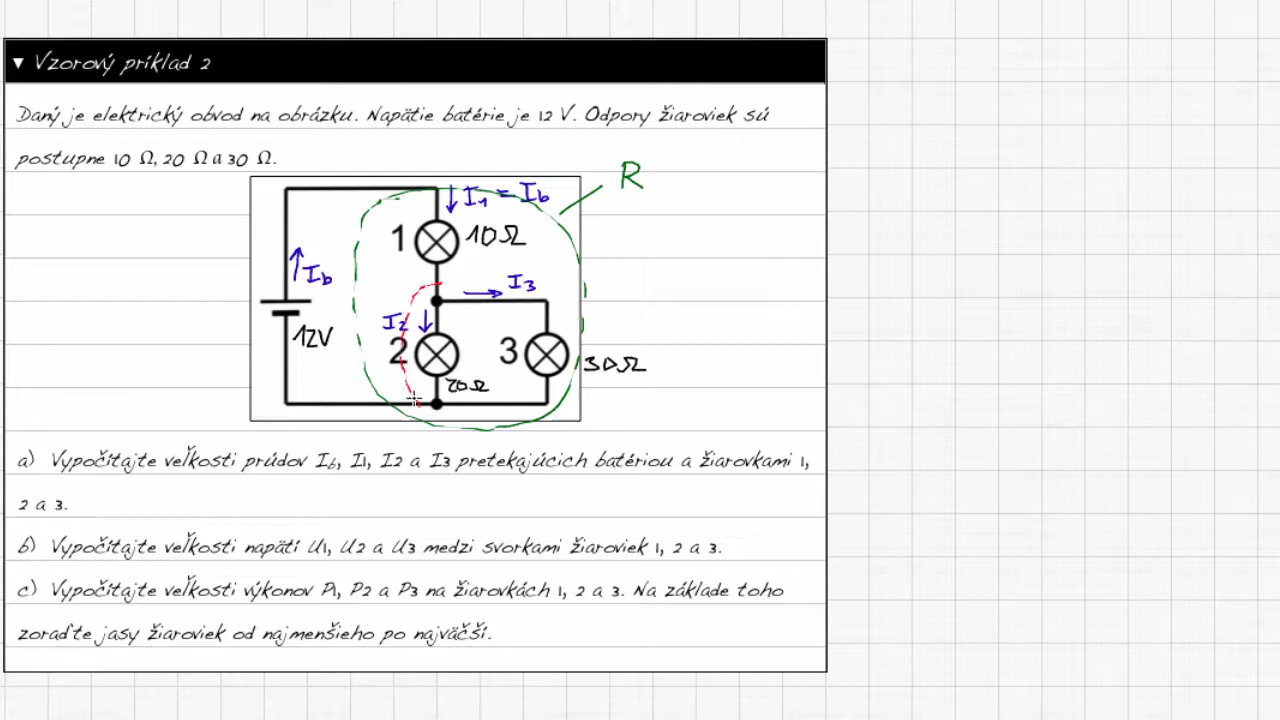 ▼ Vzorový príklad 2
Daný je elektrický obvod na obrázku. Napätie batérie je 12 V. Odpory žiaroviek sú
postupne 10 Ω, 20 Ω a 30 Ω.
R
I₁ = I_b
1 10Ω
I_b
I₃
I₂
12V
2 3
30Ω
20Ω
a) Vypočítajte veľkosti prúdov Ib, I1, I2 a I3 pretekajúcich batériou a žiarovkami 1,
2 a 3.
b) Vypočítajte veľkosti napätí U1, U2 a U3 medzi svorkami žiaroviek 1, 2 a 3.
c) Vypočítajte veľkosti výkonov P1, P2 a P3 na žiarovkách 1, 2 a 3. Na základe toho
zoraďte jasy žiaroviek od najmenšieho po najväčší.